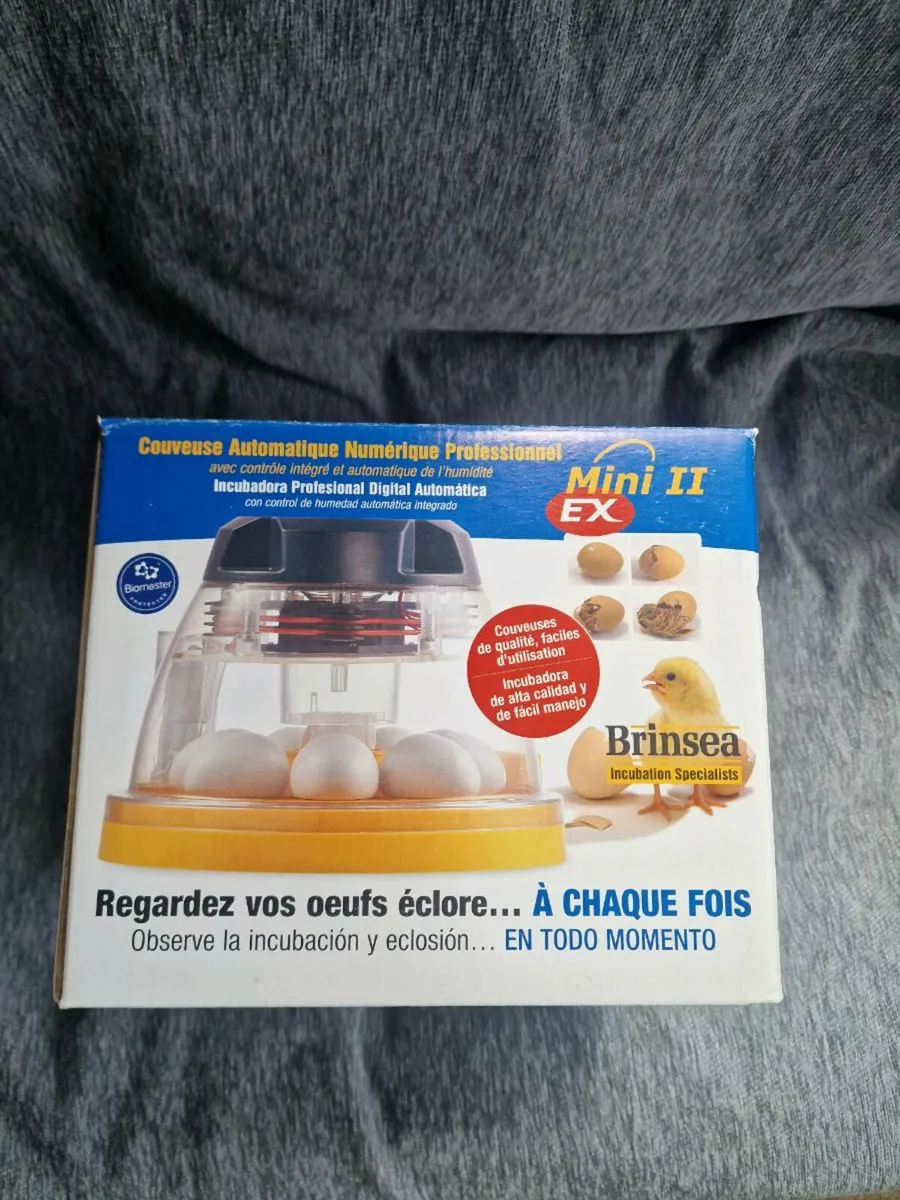 Couveuse Automatique Numérique Professionnel
avec contrôle intégré et automatique de l'humidité
Incubadora Profesional Digital Automática
con control de humedad automática integrado
Mini II
EX
Biomaster
PROTECTED
Couveuses
de qualité, faciles
d'utilisation
Incubadora
de alta calidad y
de fácil manejo
Brinsea
Incubation Specialists
Regardez vos oeufs éclore... À CHAQUE FOIS
Observe la incubación y eclosión... EN TODO MOMENTO